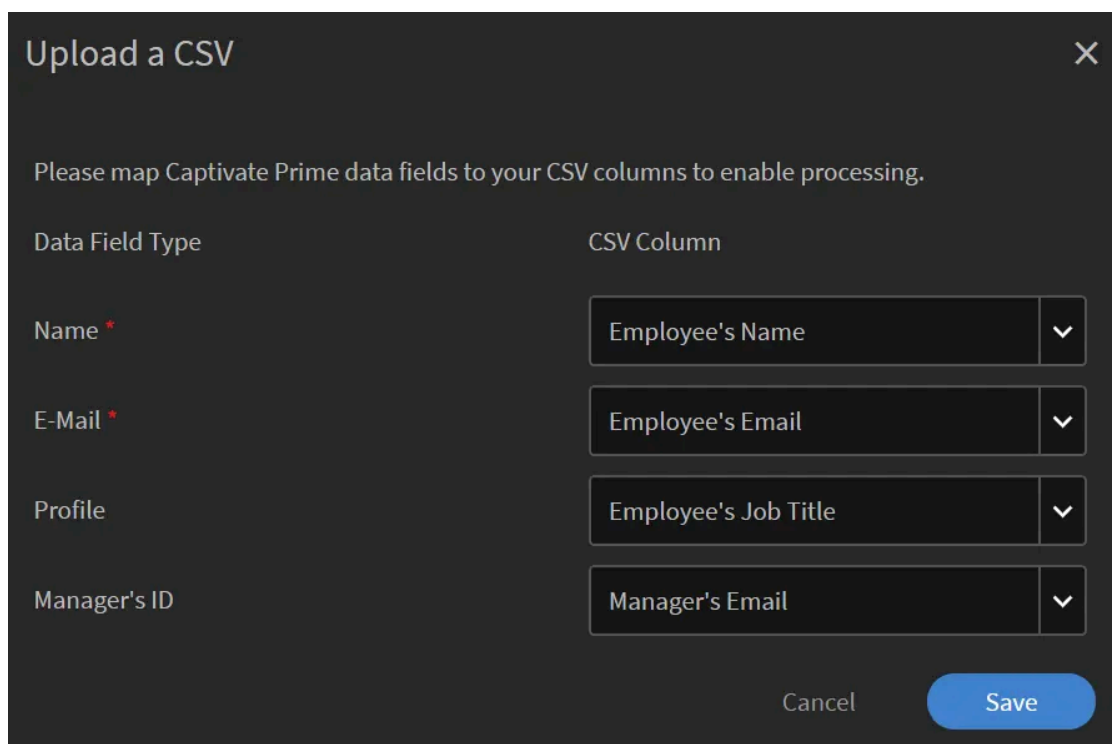 Upload a CSV
Please map Captivate Prime data fields to your CSV columns to enable processing.
Data Field Type CSV Column
Name * Employee's Name
E-Mail * Employee's Email
Profile Employee's Job Title
Manager's ID Manager's Email
Cancel Save